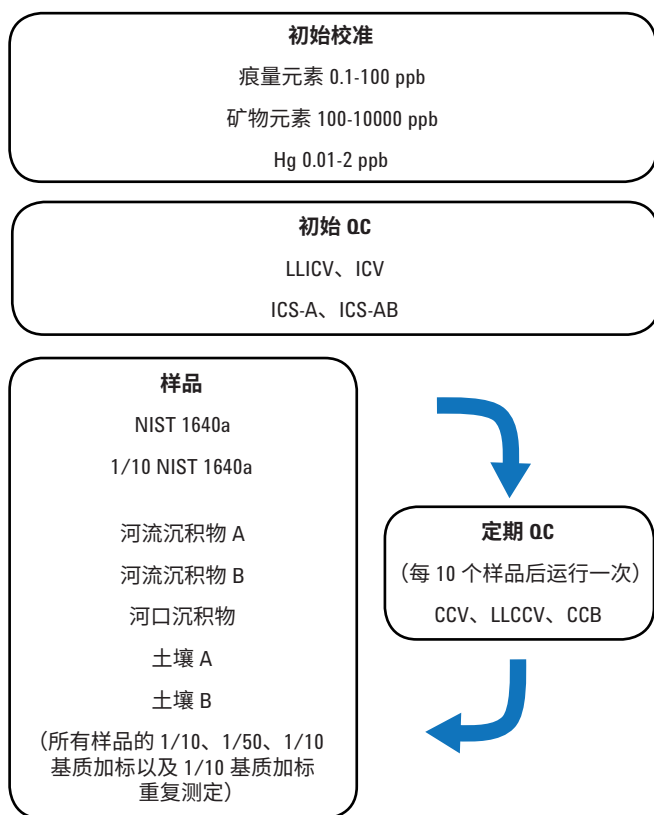 初始校准
痕量元素 0.1-100 ppb
矿物元素 100-10000 ppb
Hg 0.01-2 ppb
初始 QC
LLICV、ICV
ICS-A、ICS-AB
样品
NIST 1640a
1/10 NIST 1640a
河流沉积物 A
河流沉积物 B
河口沉积物
土壤 A
土壤 B
（所有样品的 1/10、1/50、1/10
基质加标以及 1/10 基质加标
重复测定）
定期 QC
（每 10 个样品后运行一次）
CCV、LLCCV、CCB